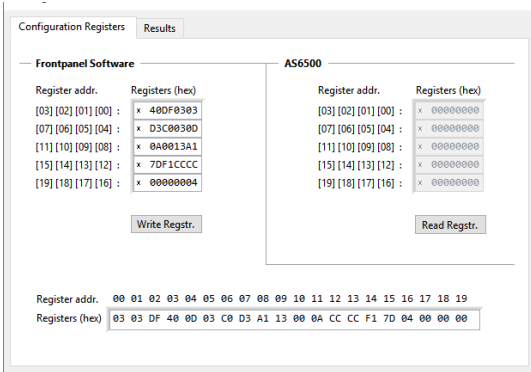 Configuration Registers Results
Frontpanel Software AS6500
Register addr. Registers (hex) Register addr. Registers (hex)
[03] [02] [01] [00] : x 40DF0303 [03] [02] [01] [00] : x 00000000
[07] [06] [05] [04] : x D3C0030D [07] [06] [05] [04] : x 00000000
[11] [10] [09] [08] : x 0A0013A1 [11] [10] [09] [08] : x 00000000
[15] [14] [13] [12] : x 7DF1CCCC [15] [14] [13] [12] : x 00000000
[19] [18] [17] [16] : x 00000004 [19] [18] [17] [16] : x 00000000
Write Regstr. Read Regstr.
Register addr. 00 01 02 03 04 05 06 07 08 09 10 11 12 13 14 15 16 17 18 19
Registers (hex) 03 03 DF 40 0D 03 C0 D3 A1 13 00 0A CC CC F1 7D 04 00 00 00